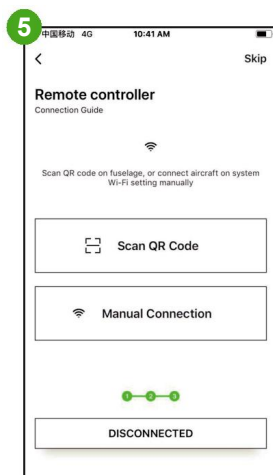 5
中国移动 4G 10:41 AM
Skip
Remote controller
Connection Guide
Scan QR code on fuselage, or connect aircraft on system
Wi-Fi setting manually
Scan QR Code
Manual Connection
1 2 3
DISCONNECTED